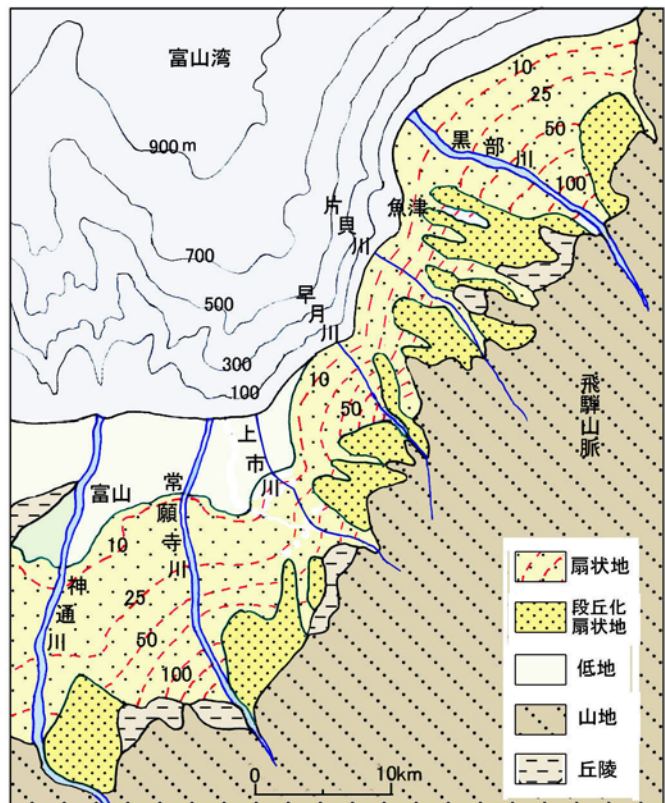 富山湾
900 m
700
500
300
100
片貝川
早月川
魚津
黒部川
10
25
50
100
飛騨山脈
10
50
上市川
富山
常願寺川
神通川
10
25
50
100
扇状地
段丘化
扇状地
低地
山地
丘陵
0 10km